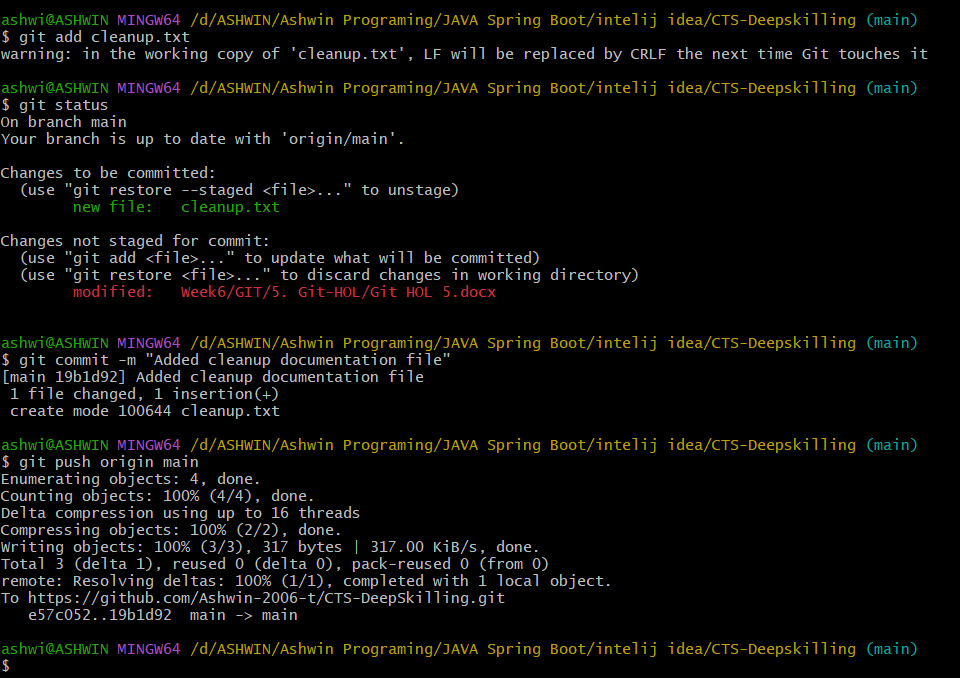 ashwi@ASHWIN MINGW64 /d/ASHWIN/Ashwin Programing/JAVA Spring Boot/intelij idea/CTS-Deepskilling (main)
$ git add cleanup.txt
warning: in the working copy of 'cleanup.txt', LF will be replaced by CRLF the next time Git touches it
ashwi@ASHWIN MINGW64 /d/ASHWIN/Ashwin Programing/JAVA Spring Boot/intelij idea/CTS-Deepskilling (main)
$ git status
On branch main
Your branch is up to date with 'origin/main'.
Changes to be committed:
  (use "git restore --staged <file>..." to unstage)
        new file:   cleanup.txt
Changes not staged for commit:
  (use "git add <file>..." to update what will be committed)
  (use "git restore <file>..." to discard changes in working directory)
        modified:   Week6/GIT/5. Git-HOL/Git HOL 5.docx
ashwi@ASHWIN MINGW64 /d/ASHWIN/Ashwin Programing/JAVA Spring Boot/intelij idea/CTS-Deepskilling (main)
$ git commit -m "Added cleanup documentation file"
[main 19b1d92] Added cleanup documentation file
 1 file changed, 1 insertion(+)
 create mode 100644 cleanup.txt
ashwi@ASHWIN MINGW64 /d/ASHWIN/Ashwin Programing/JAVA Spring Boot/intelij idea/CTS-Deepskilling (main)
$ git push origin main
Enumerating objects: 4, done.
Counting objects: 100% (4/4), done.
Delta compression using up to 16 threads
Compressing objects: 100% (2/2), done.
Writing objects: 100% (3/3), 317 bytes | 317.00 KiB/s, done.
Total 3 (delta 1), reused 0 (delta 0), pack-reused 0 (from 0)
remote: Resolving deltas: 100% (1/1), completed with 1 local object.
To https://github.com/Ashwin-2006-t/CTS-DeepSkilling.git
   e57c052..19b1d92  main -> main
ashwi@ASHWIN MINGW64 /d/ASHWIN/Ashwin Programing/JAVA Spring Boot/intelij idea/CTS-Deepskilling (main)
$